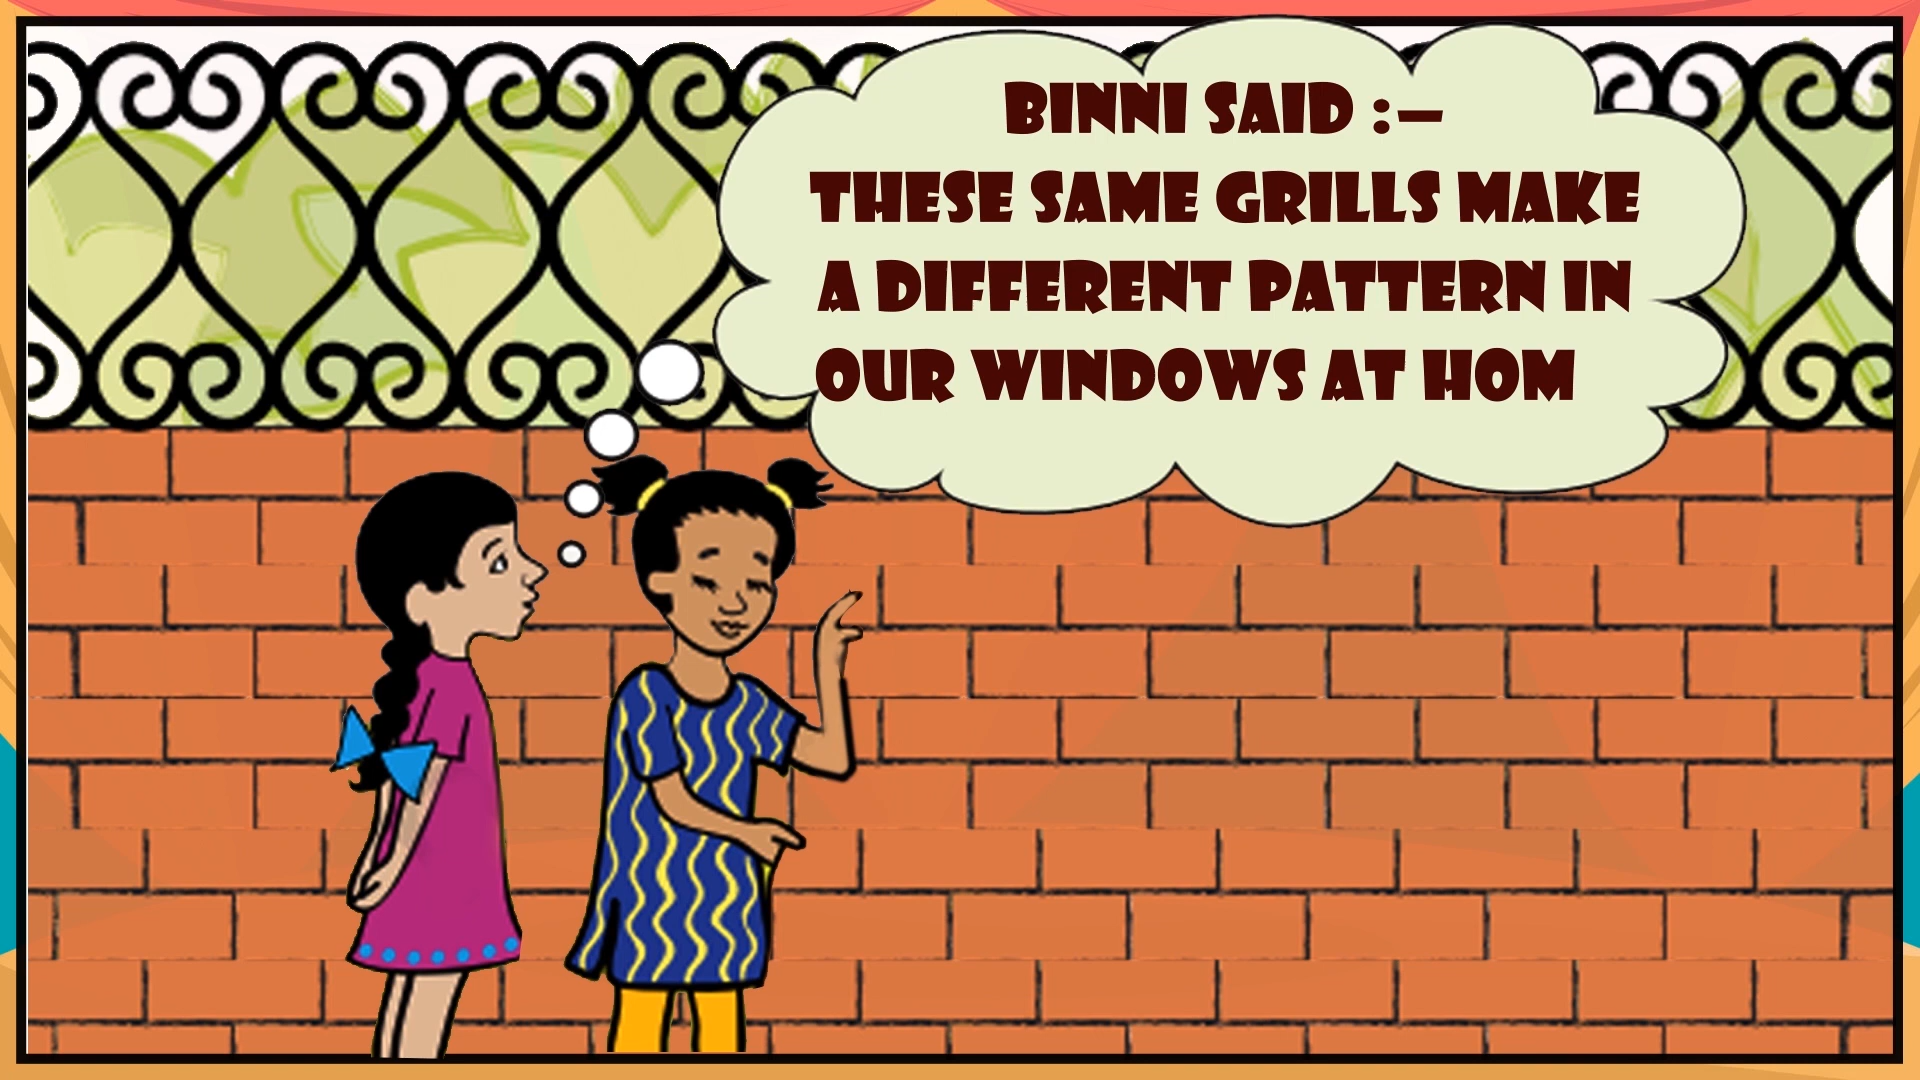 BINNI SAID :–
THESE SAME GRILLS MAKE
A DIFFERENT PATTERN IN
OUR WINDOWS AT HOM